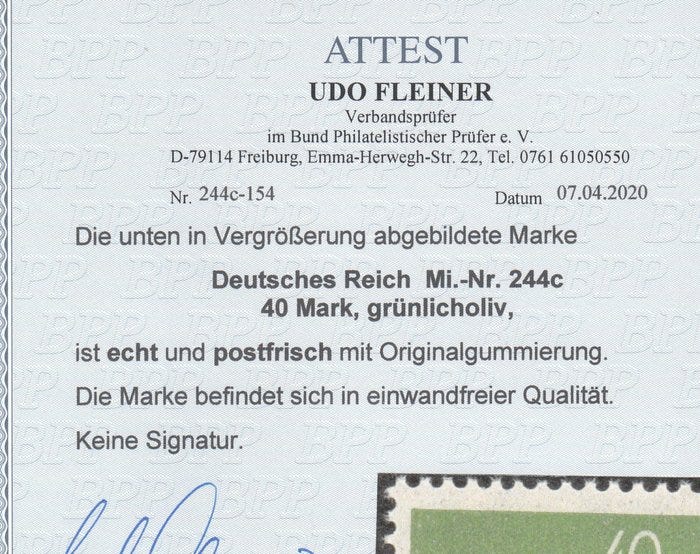 ATTEST
UDO FLEINER
Verbandsprüfer
im Bund Philatelistischer Prüfer e. V.
D-79114 Freiburg, Emma-Herwegh-Str. 22, Tel. 0761 61050550
Nr. 244c-154 Datum 07.04.2020
Die unten in Vergrößerung abgebildete Marke
Deutsches Reich Mi.-Nr. 244c
40 Mark, grünlicholiv,
ist echt und postfrisch mit Originalgummierung.
Die Marke befindet sich in einwandfreier Qualität.
Keine Signatur.
40